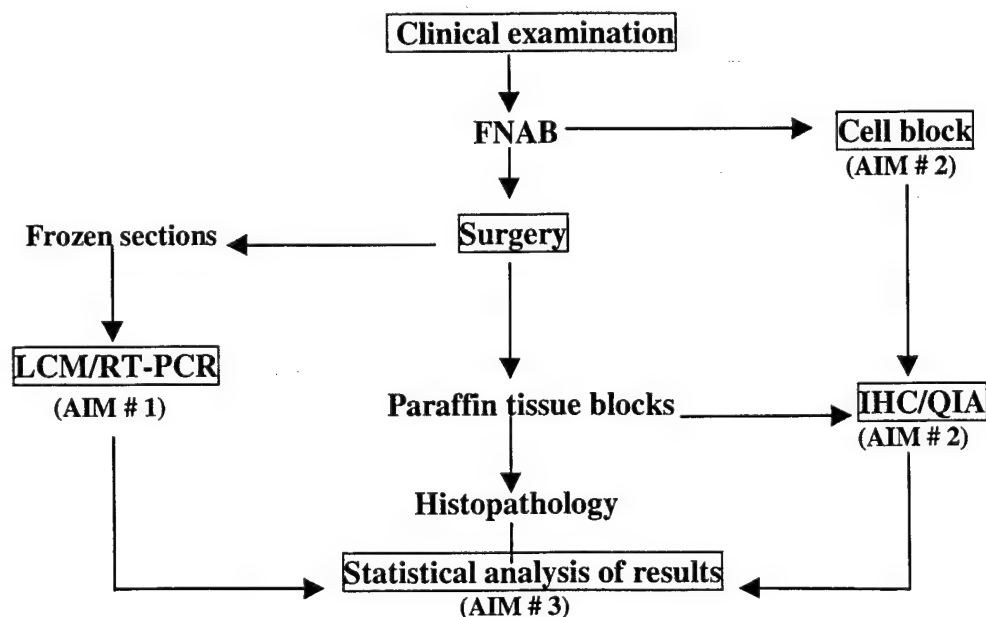 Clinical examination
FNAB
Cell block
(AIM # 2)
Surgery
Frozen sections
LCM/RT-PCR
(AIM # 1)
Paraffin tissue blocks
IHC/QIA
(AIM # 2)
Histopathology
Statistical analysis of results
(AIM # 3)